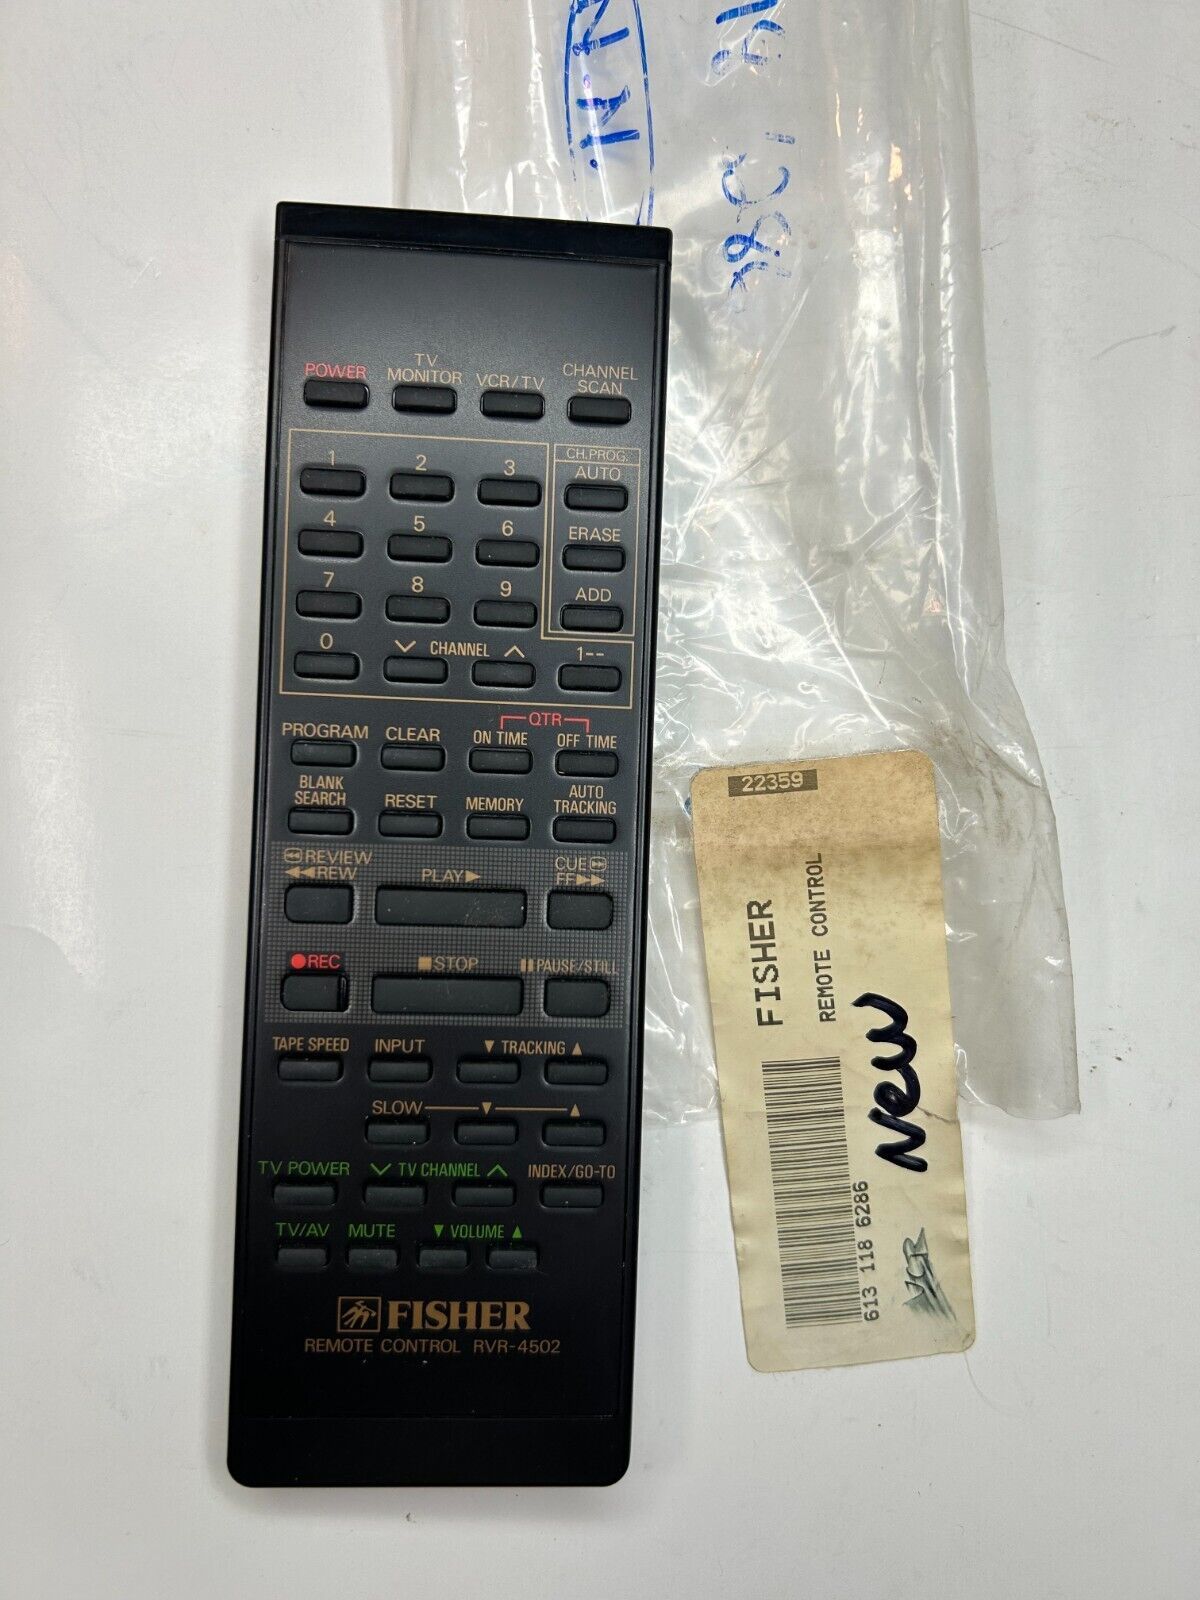 POWER
TV MONITOR
VCR/TV
CHANNEL SCAN
1 2 3
CH.PROG.
AUTO
4 5 6
ERASE
7 8 9
ADD
0
CHANNEL
1--
QTR
PROGRAM CLEAR ON TIME OFF TIME
BLANK SEARCH
RESET
MEMORY
AUTO TRACKING
REVIEW
◀◀REW
PLAY▶
CUE
FF▶▶
●REC
■STOP
▮▮PAUSE/STILL
TAPE SPEED
INPUT
▼ TRACKING ▲
SLOW ▼ ▲
TV POWER
TV CHANNEL
INDEX/GO-TO
TV/AV
MUTE
▼ VOLUME ▲
FISHER
REMOTE CONTROL RVR-4502
22359
FISHER
REMOTE CONTROL
613 118 6286
New
VCR